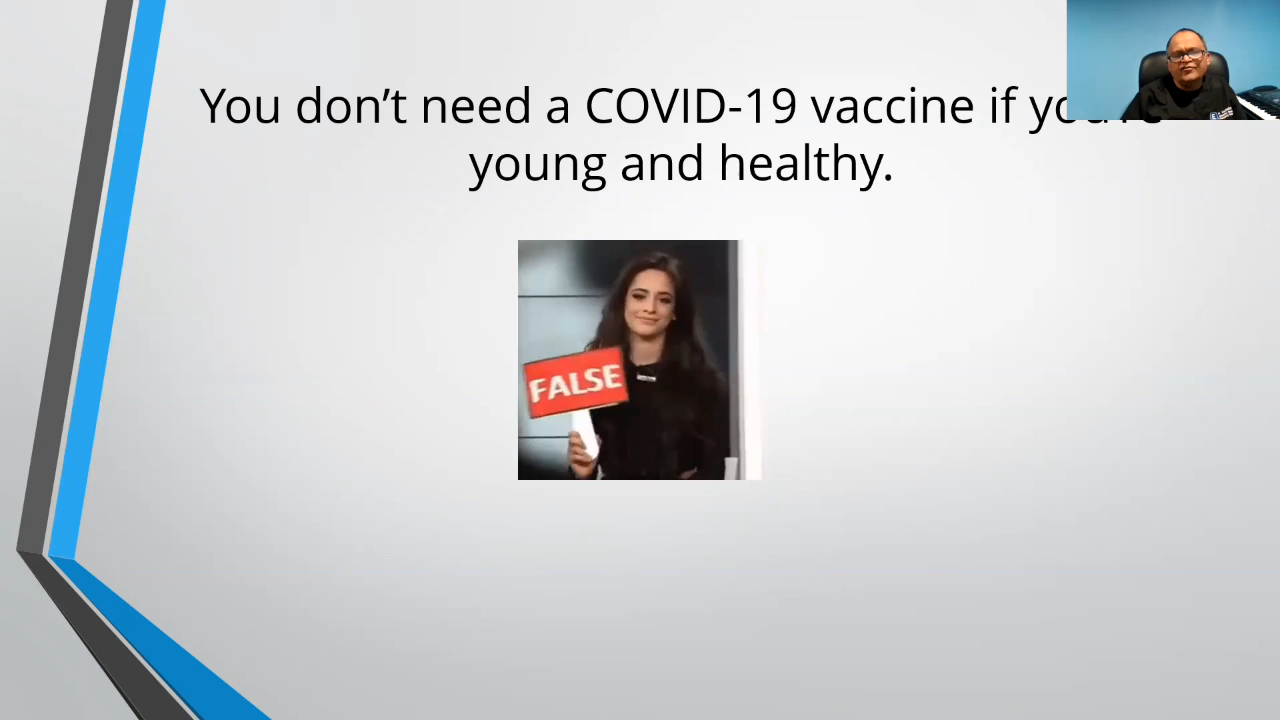 You don’t need a COVID-19 vaccine if
young and healthy.
FALSE